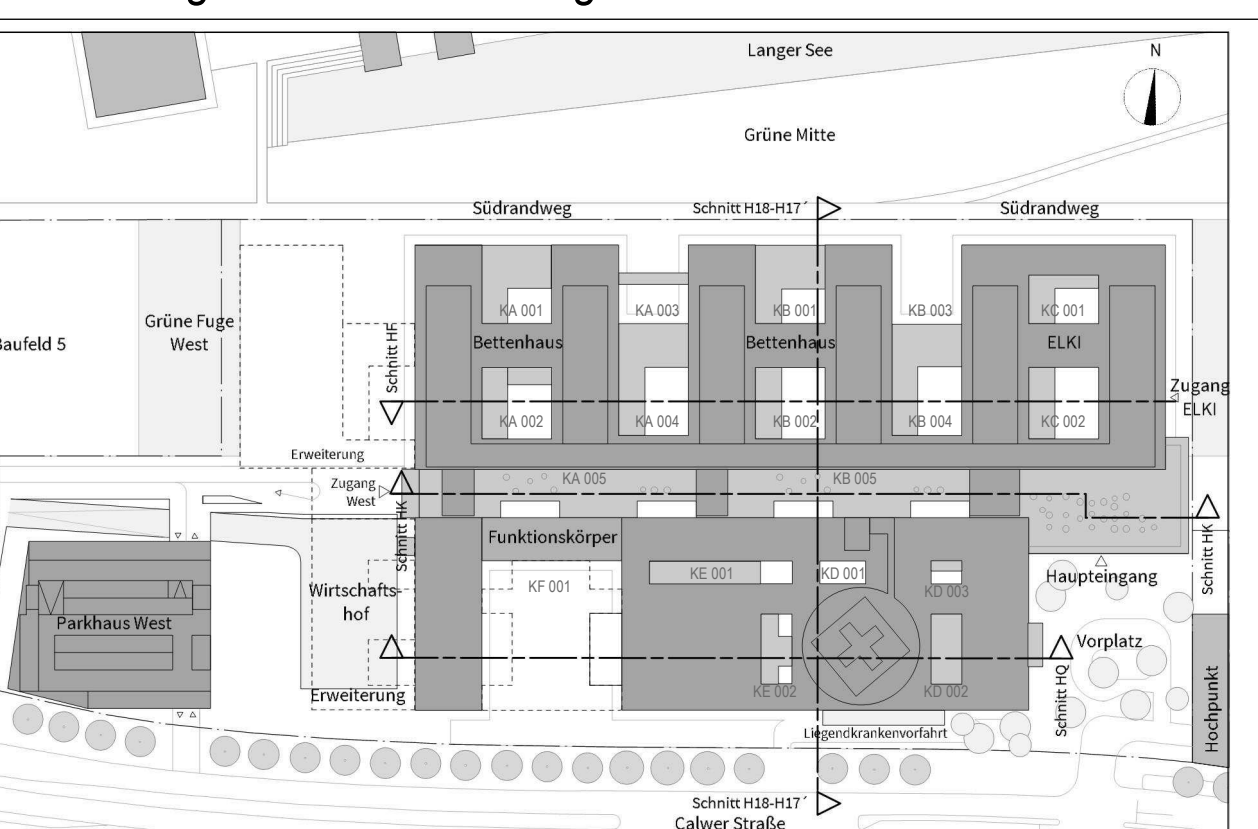 Langer See
N
Grüne Mitte
Südrandweg
Schnitt H18-H17´
Südrandweg
Grüne Fuge
West
Baufeld 5
Schnitt HF
KA 001
KA 003
KB 001
KB 003
KC 001
Bettenhaus
Bettenhaus
ELKI
Zugang
ELKI
KA 002
KA 004
KB 002
KB 004
KC 002
Erweiterung
Zugang
West
KA 005
KB 005
Schnitt HK
Schnitt HK
Funktionskörper
KE 001
KD 001
KF 001
KD 003
Haupteingang
Wirtschafts-
hof
Parkhaus West
Vorplatz
KE 002
KD 002
Erweiterung
Schnitt HQ
Hochpunkt
Liegendkrankenvorfahrt
Schnitt H18-H17´
Calwer Straße